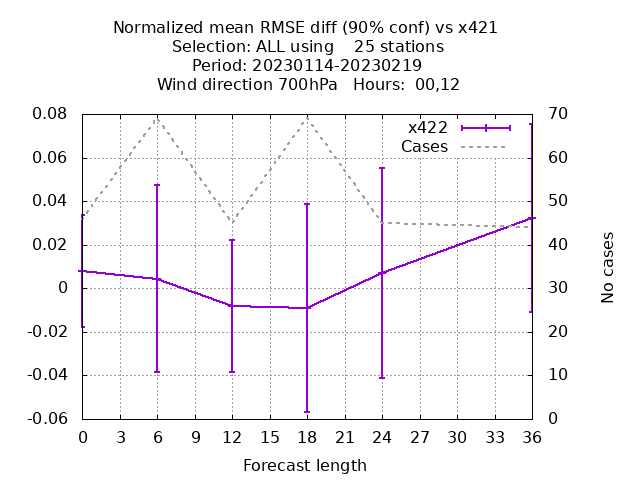 Normalized mean RMSE diff (90% conf) vs x421
Selection: ALL using    25 stations
Period: 20230114-20230219
Wind direction 700hPa   Hours:  00,12
x422
Cases
0.08
0.06
0.04
0.02
0
-0.02
-0.04
-0.06
70
60
50
40
30
20
10
0
No cases
0 3 6 9 12 15 18 21 24 27 30 33 36
Forecast length